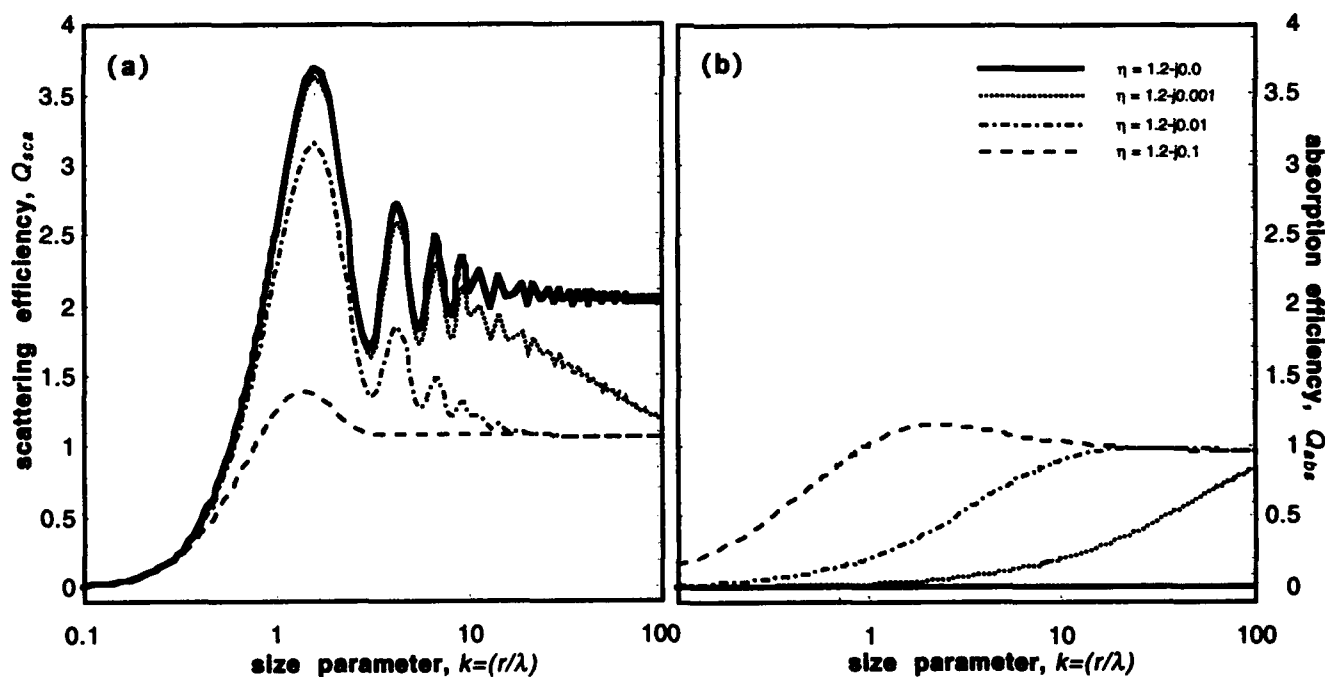 (a)
scattering efficiency, Qsca
4
3.5
3
2.5
2
1.5
1
0.5
0
0.1
1
10
100
size parameter, k=(r/λ)
(b)
η = 1.2-j0.0
η = 1.2-j0.001
η = 1.2-j0.01
η = 1.2-j0.1
absorption efficiency, Qabs
4
3.5
3
2.5
2
1.5
1
0.5
0
1
10
100
size parameter, k=(r/λ)